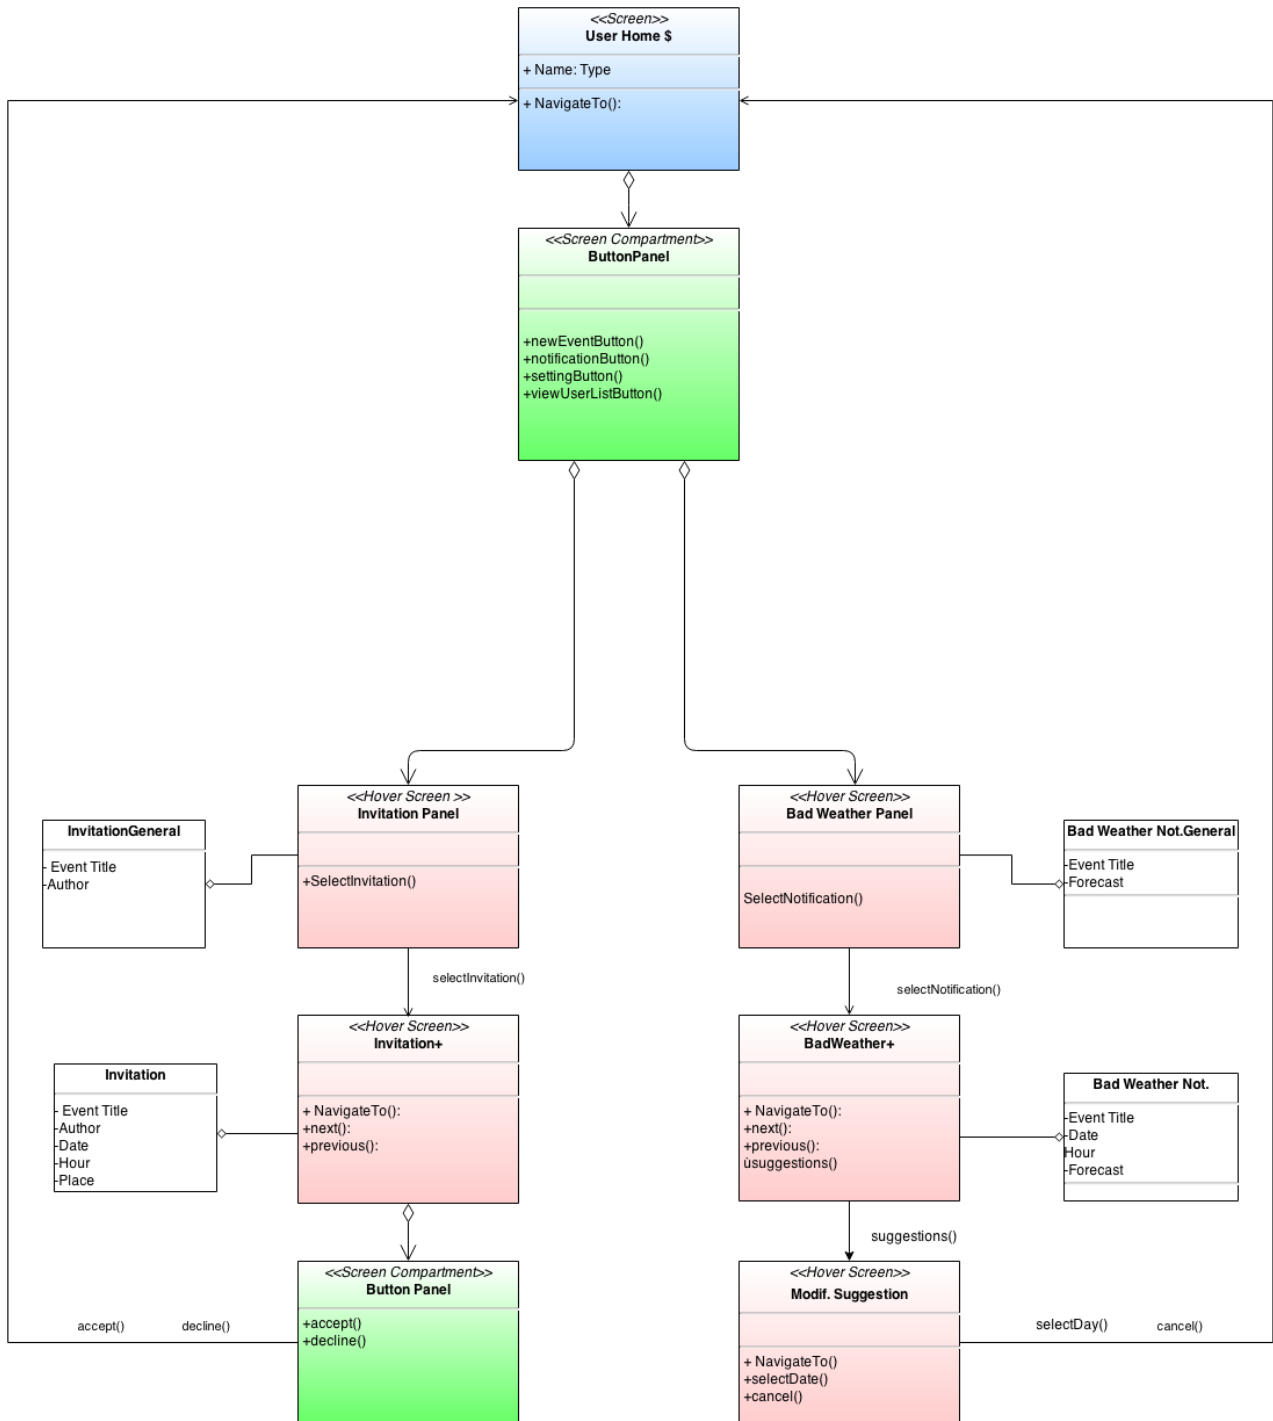 <<Screen>>
User Home $
+ Name: Type
+ NavigateTo():
<<Screen Compartment>>
ButtonPanel
+newEventButton()
+notificationButton()
+settingButton()
+viewUserListButton()
<<Hover Screen >>
Invitation Panel
+SelectInvitation()
InvitationGeneral
- Event Title
-Author
<<Hover Screen>>
Bad Weather Panel
SelectNotification()
Bad Weather Not.General
-Event Title
-Forecast
selectInvitation()
selectNotification()
<<Hover Screen>>
Invitation+
+ NavigateTo():
+next():
+previous():
Invitation
- Event Title
-Author
-Date
-Hour
-Place
<<Hover Screen>>
BadWeather+
+ NavigateTo():
+next():
+previous():
ùsuggestions()
Bad Weather Not.
-Event Title
-Date
Hour
-Forecast
suggestions()
<<Screen Compartment>>
Button Panel
+accept()
+decline()
accept()
decline()
<<Hover Screen>>
Modif. Suggestion
+ NavigateTo()
+selectDate()
+cancel()
selectDay()
cancel()